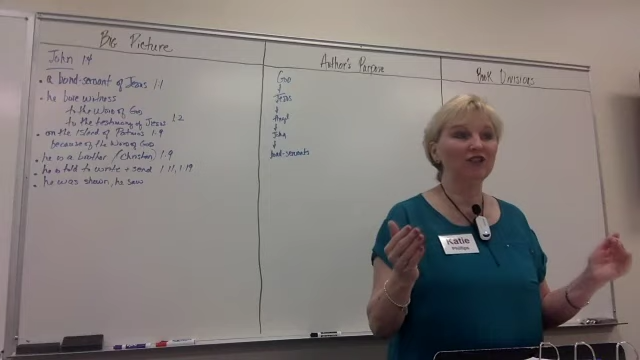 Big Picture
John 1:4
• a bond-servant of Jesus 1:1
• he bore witness
to the Word of God
to the testimony of Jesus 1:2
• on the island of Patmos 1:9
because of the Word of God
• he is a brother (Christian) 1:9
• he is told to write + send 1:11, 1:19
• he was shown, he saw
Author's Purpose
God
↓
Jesus
↓
Angel
↓
John
↓
bond-servants
Book Divisions
Katie
Phillips